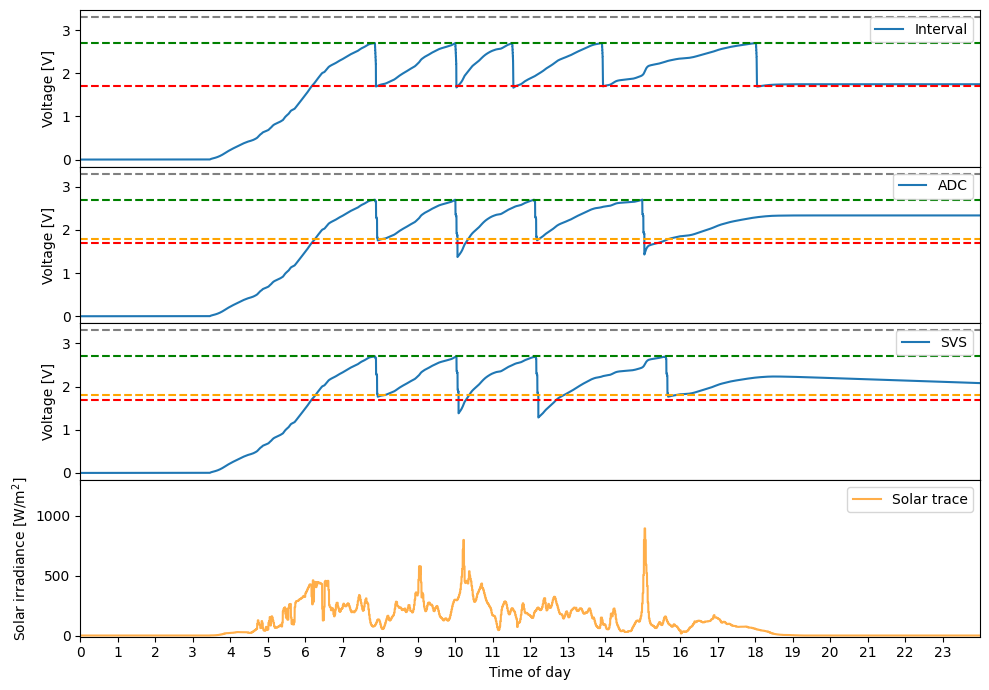 Voltage [V]
3
2
1
0
Interval
Voltage [V]
3
2
1
0
ADC
Voltage [V]
3
2
1
0
SVS
Solar irradiance [W/m²]
1000
500
0
Solar trace
0 1 2 3 4 5 6 7 8 9 10 11 12 13 14 15 16 17 18 19 20 21 22 23
Time of day